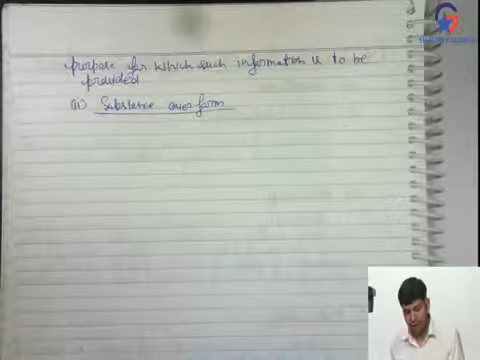 purpose for which such information is to be
provided
(ii) Substance over form